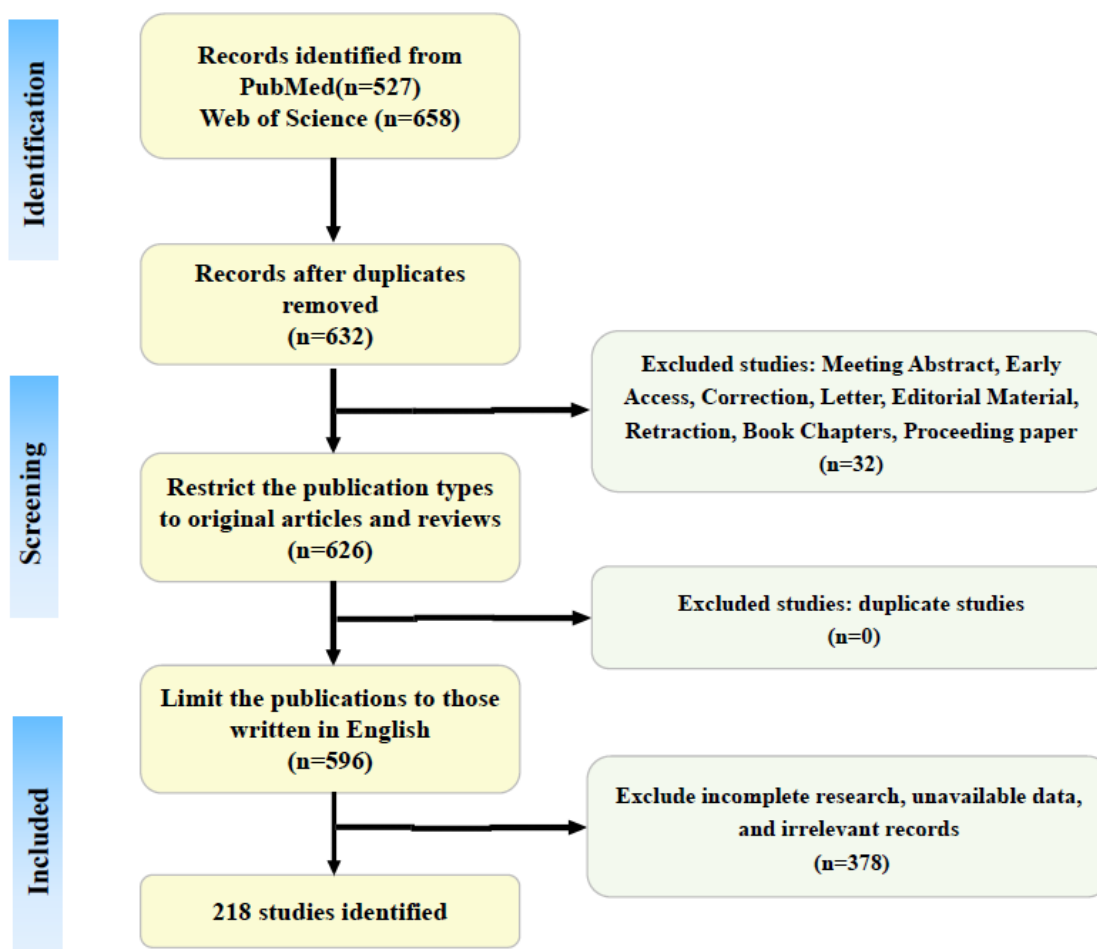 Identification
Records identified from
PubMed(n=527)
Web of Science (n=658)
Records after duplicates
removed
(n=632)
Screening
Excluded studies: Meeting Abstract, Early
Access, Correction, Letter, Editorial Material,
Retraction, Book Chapters, Proceeding paper
(n=32)
Restrict the publication types
to original articles and reviews
(n=626)
Excluded studies: duplicate studies
(n=0)
Limit the publications to those
written in English
(n=596)
Included
Exclude incomplete research, unavailable data,
and irrelevant records
(n=378)
218 studies identified